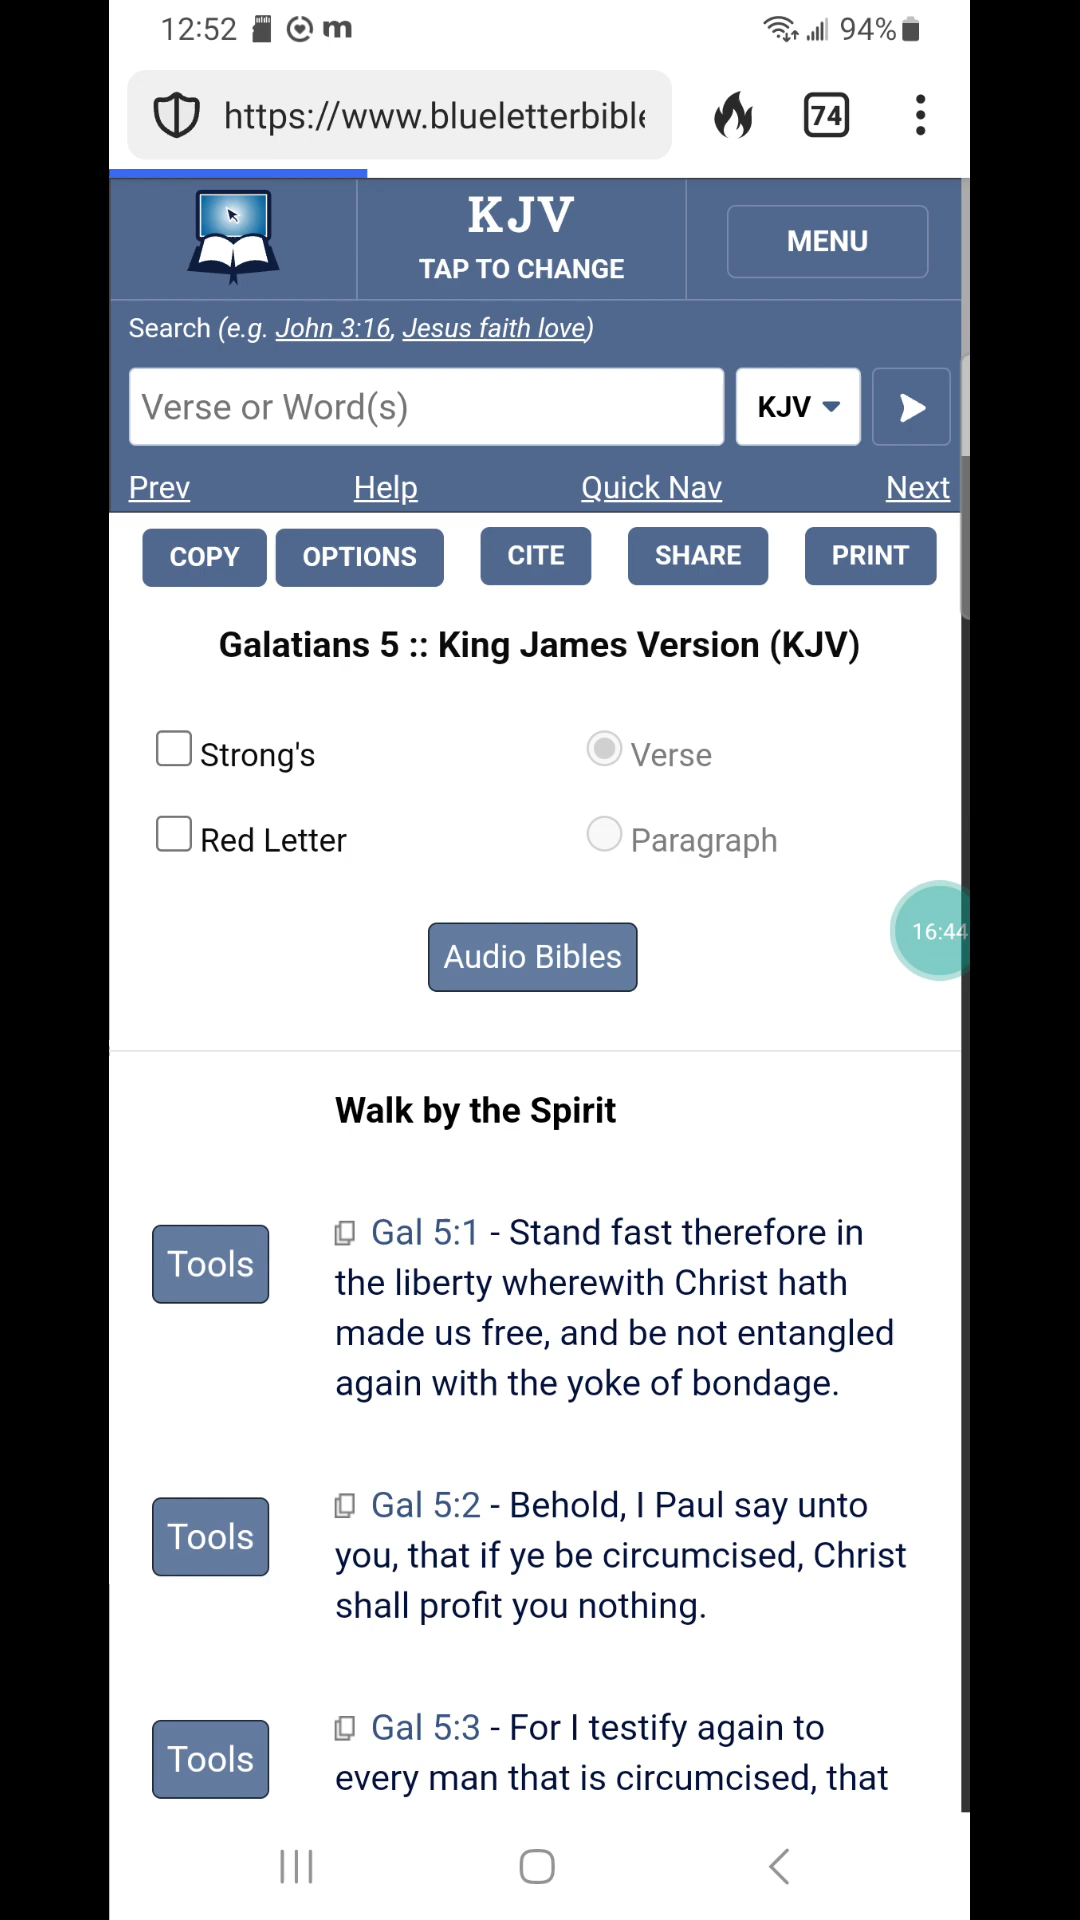 12:52 m 94%
https://www.blueletterbible 74
KJV
TAP TO CHANGE
MENU
Search (e.g. John 3:16, Jesus faith love)
Verse or Word(s) KJV
Prev Help Quick Nav Next
COPY OPTIONS CITE SHARE PRINT
Galatians 5 :: King James Version (KJV)
Strong's Verse
Red Letter Paragraph
16:44
Audio Bibles
Walk by the Spirit
Tools
Gal 5:1 - Stand fast therefore in
the liberty wherewith Christ hath
made us free, and be not entangled
again with the yoke of bondage.
Tools
Gal 5:2 - Behold, I Paul say unto
you, that if ye be circumcised, Christ
shall profit you nothing.
Tools
Gal 5:3 - For I testify again to
every man that is circumcised, that